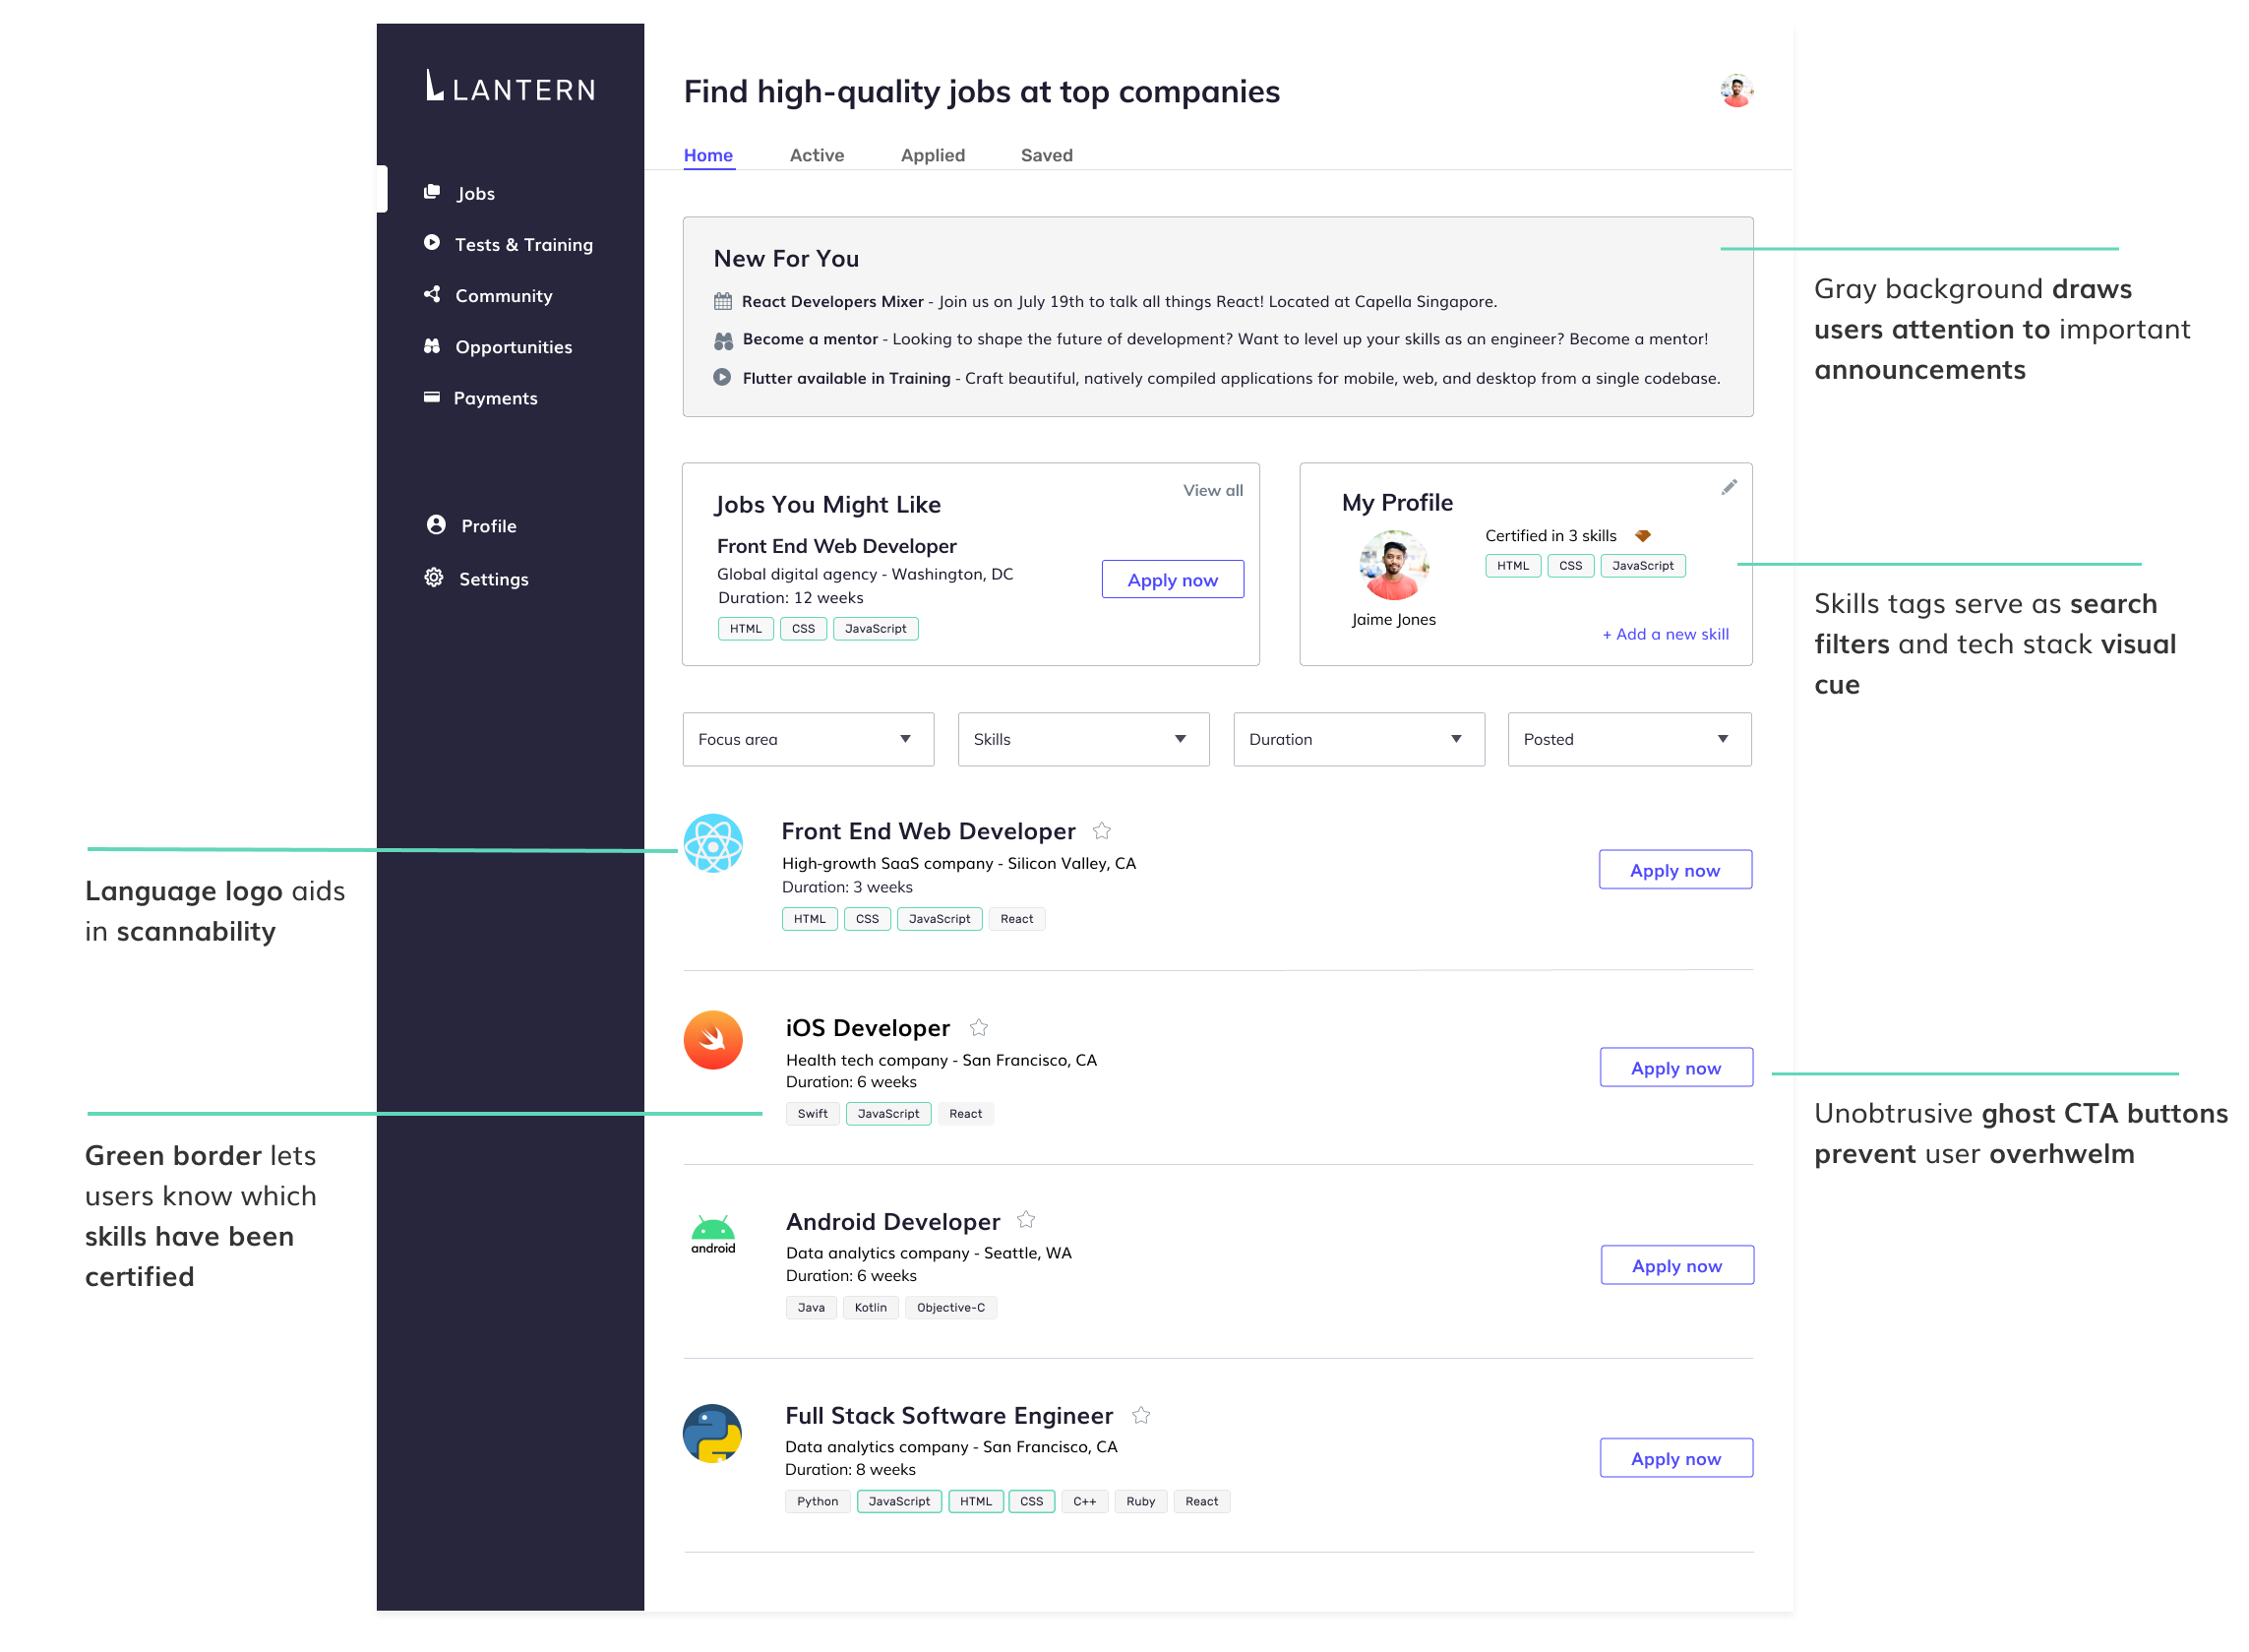 LANTERN
Jobs
Tests & Training
Community
Opportunities
Payments
Profile
Settings
Find high-quality jobs at top companies
Home Active Applied Saved
New For You
React Developers Mixer - Join us on July 19th to talk all things React! Located at Capella Singapore.
Become a mentor - Looking to shape the future of development? Want to level up your skills as an engineer? Become a mentor!
Flutter available in Training - Craft beautiful, natively compiled applications for mobile, web, and desktop from a single codebase.
Jobs You Might Like
View all
Front End Web Developer
Global digital agency - Washington, DC
Duration: 12 weeks
HTML CSS JavaScript
Apply now
My Profile
Jaime Jones
Certified in 3 skills
HTML CSS JavaScript
+ Add a new skill
Focus area Skills Duration Posted
Front End Web Developer
High-growth SaaS company - Silicon Valley, CA
Duration: 3 weeks
HTML CSS JavaScript React
Apply now
iOS Developer
Health tech company - San Francisco, CA
Duration: 6 weeks
Swift JavaScript React
Apply now
android
Android Developer
Data analytics company - Seattle, WA
Duration: 6 weeks
Java Kotlin Objective-C
Apply now
Full Stack Software Engineer
Data analytics company - San Francisco, CA
Duration: 8 weeks
Python JavaScript HTML CSS C++ Ruby React
Apply now
Language logo aids
in scannability
Green border lets
users know which
skills have been
certified
Gray background draws
users attention to important
announcements
Skills tags serve as search
filters and tech stack visual
cue
Unobtrusive ghost CTA buttons
prevent user overhwelm